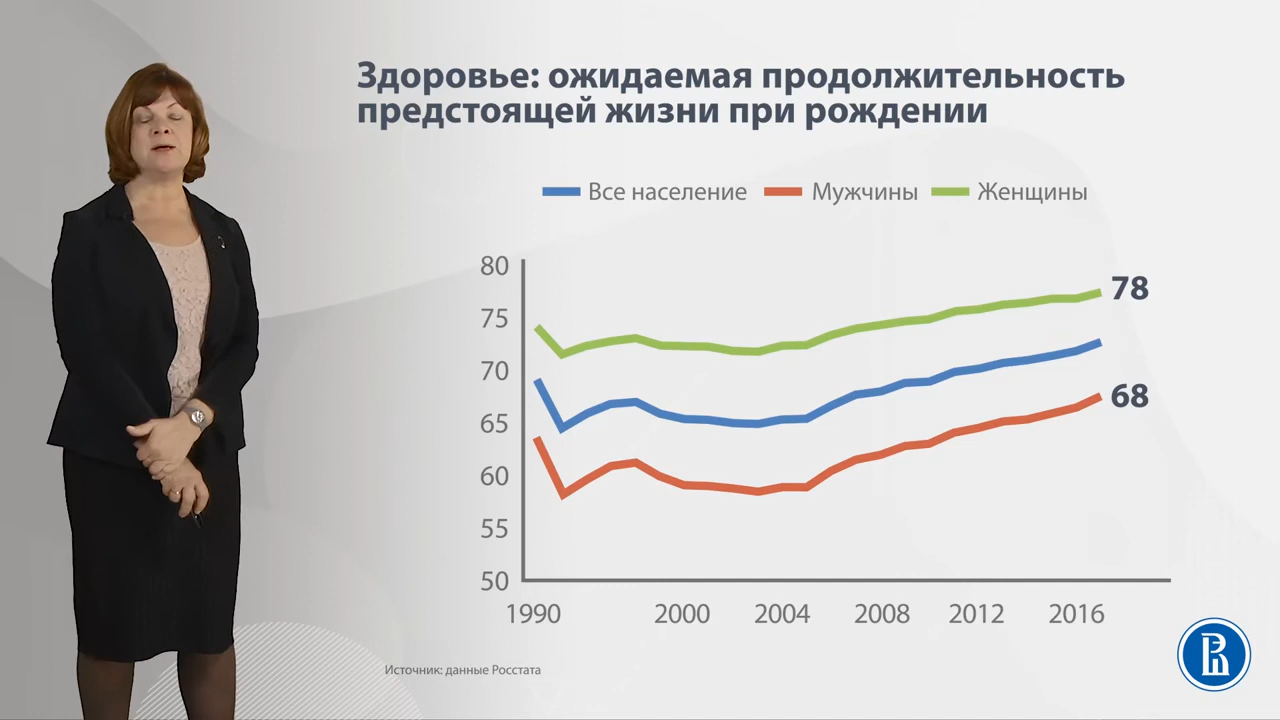 Здоровье: ожидаемая продолжительность
предстоящей жизни при рождении
Все население Мужчины Женщины
80
75
70
65
60
55
50
78
68
1990 2000 2004 2008 2012 2016
Источник: данные Росстата